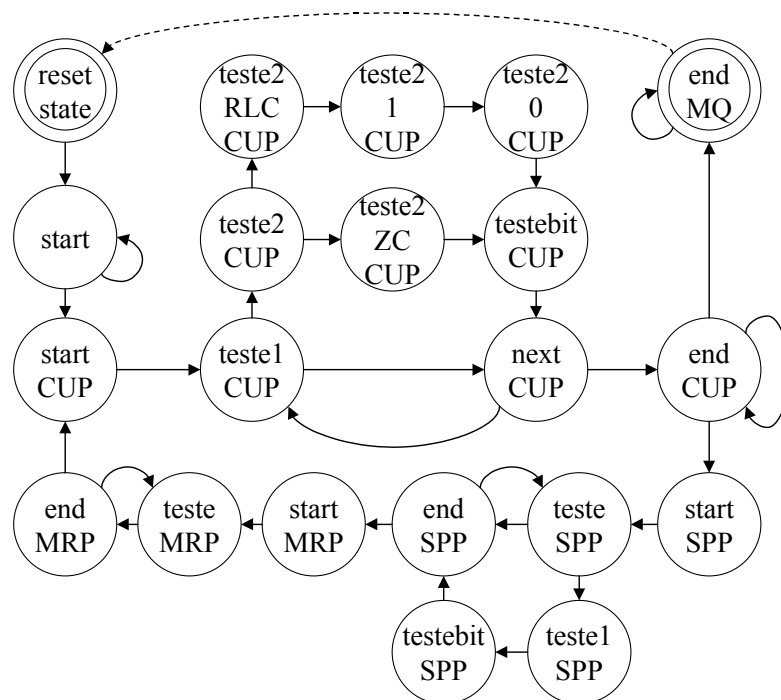 reset
state
teste2
RLC
CUP
teste2
1
CUP
teste2
0
CUP
end
MQ
start
teste2
CUP
teste2
ZC
CUP
testebit
CUP
start
CUP
teste1
CUP
next
CUP
end
CUP
end
MRP
teste
MRP
start
MRP
end
SPP
teste
SPP
start
SPP
testebit
SPP
teste1
SPP